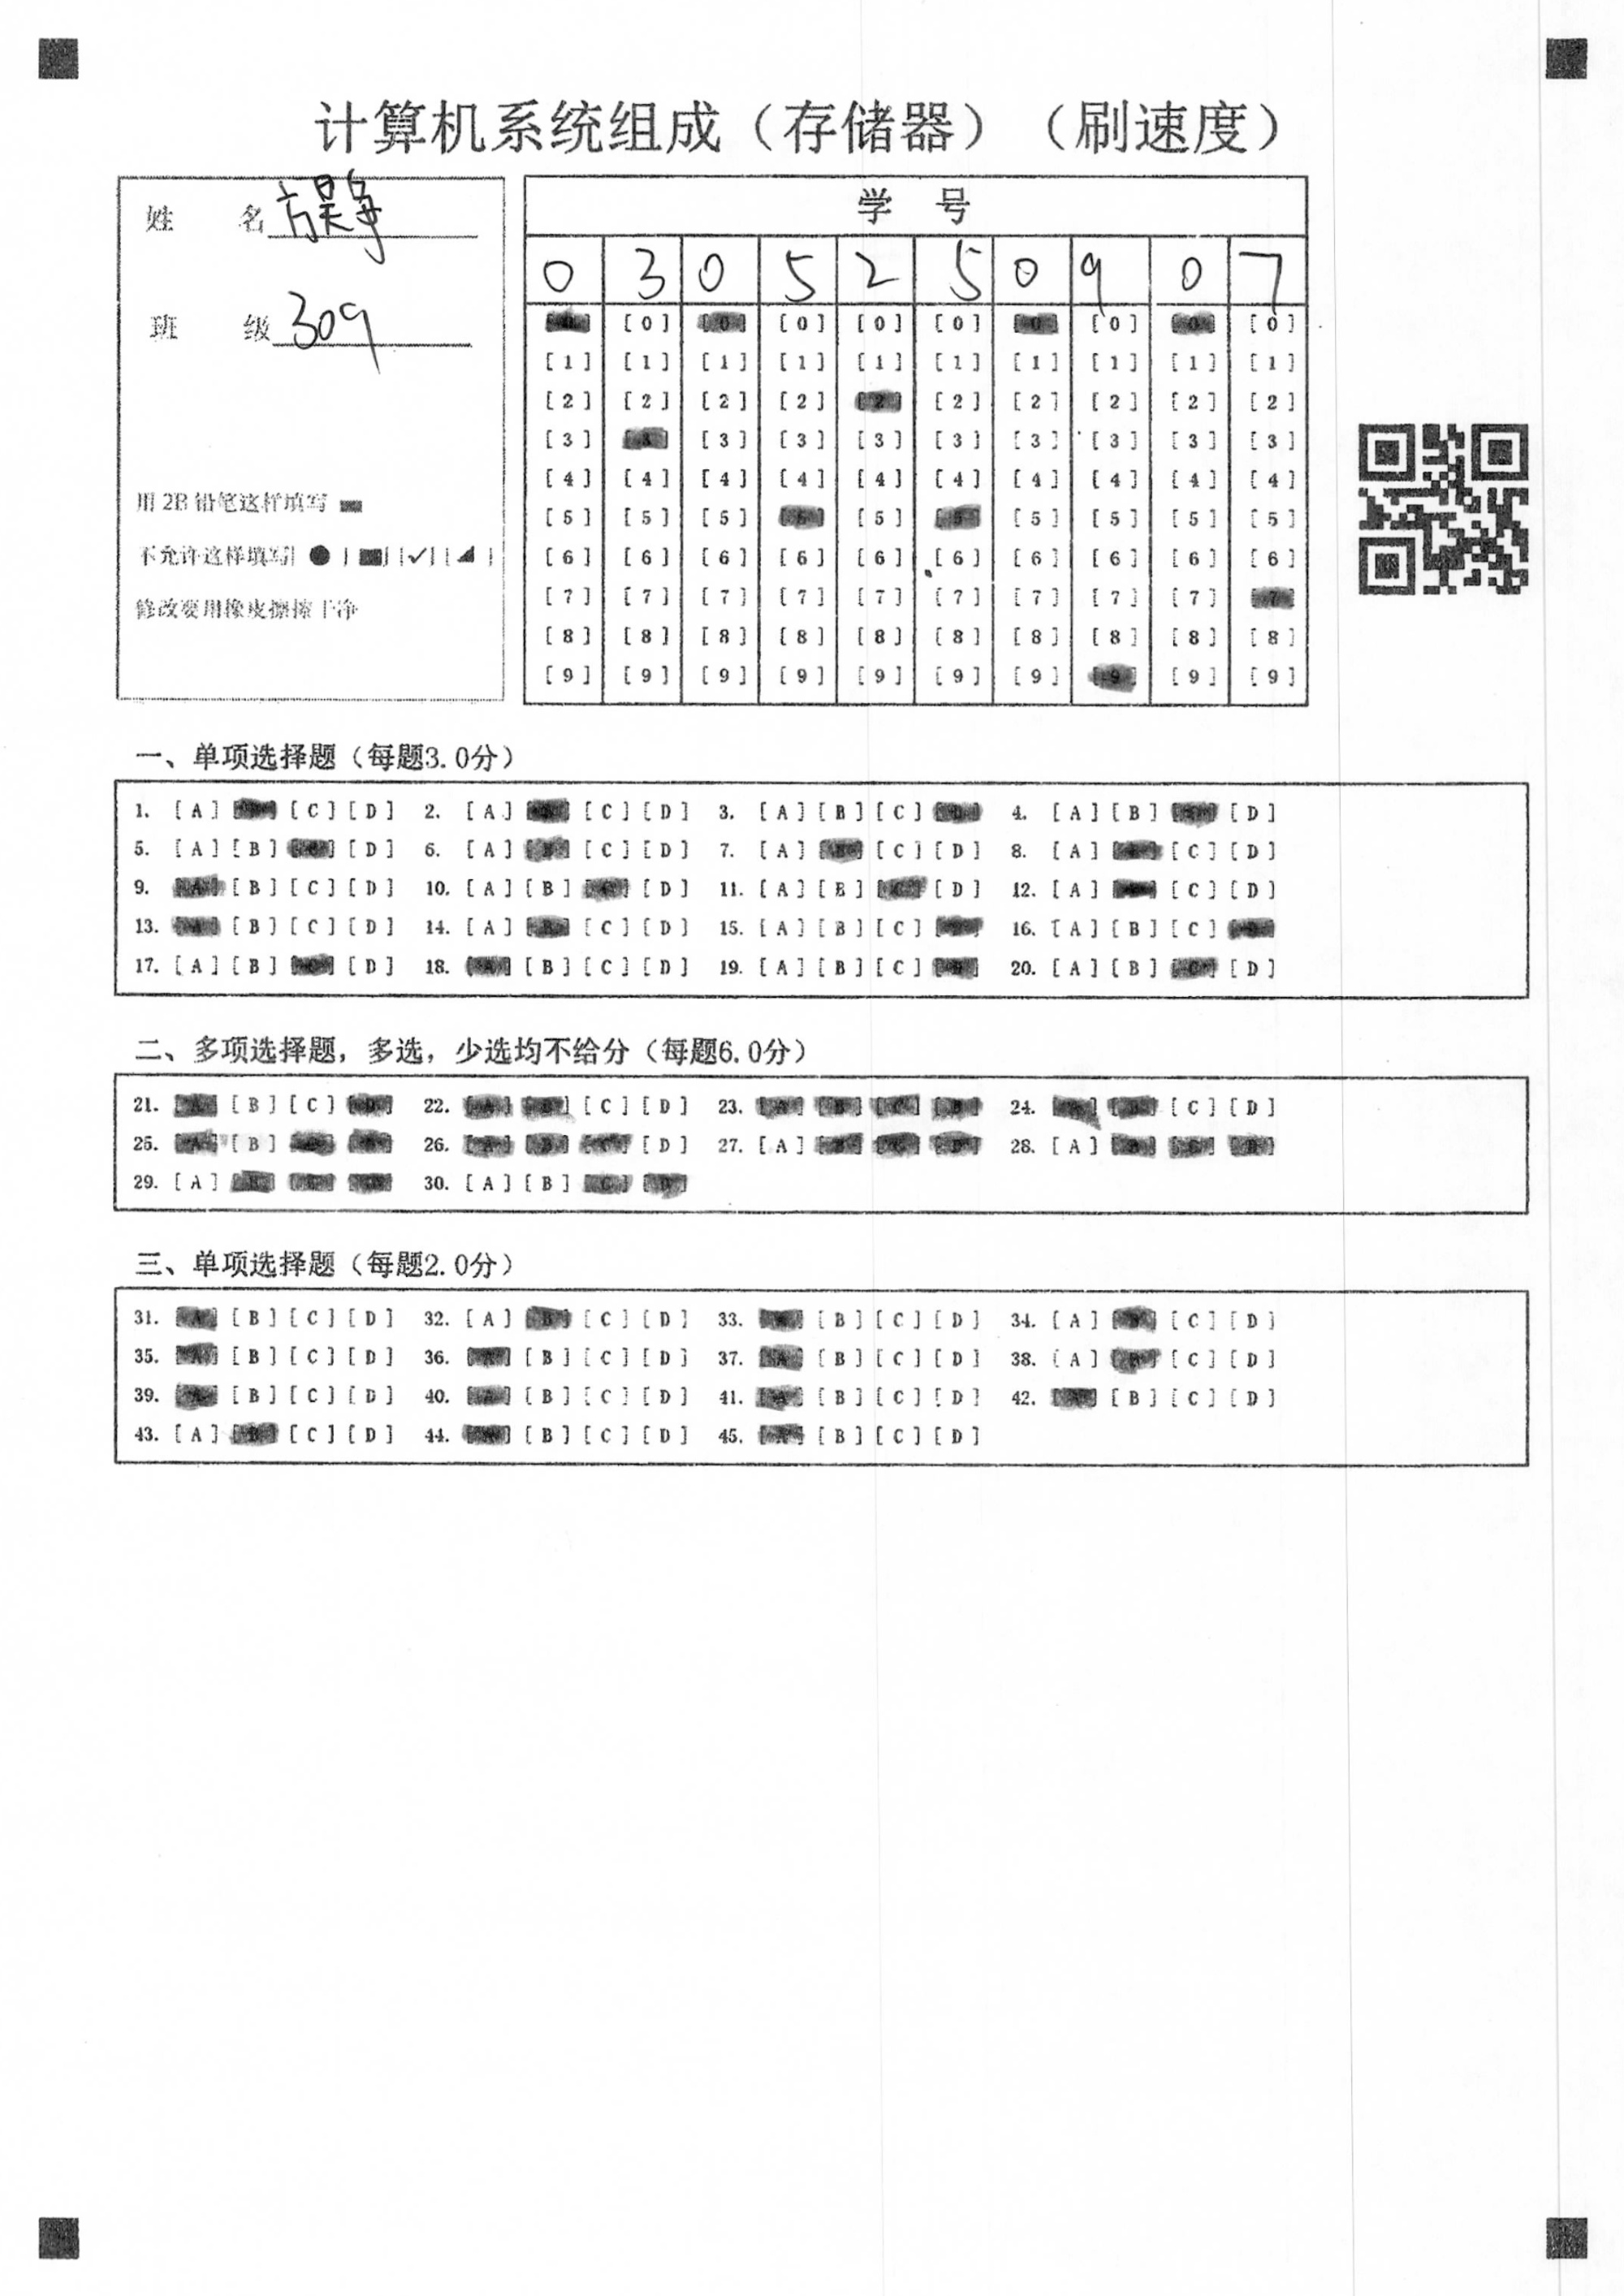 计算机系统组成（存储器）（刷速度）
姓 名 方昊争
班 级 309
用 2B 铅笔这样填写
不允许这样填写[ ● ] [ ■ ] [ ✓ ] [ ◢ ]
修改要用橡皮擦擦干净
学 号
0 3 0 5 2 5 0 9 0 7
[0] [0] [0] [0] [0] [0] [0] [0] [0] [0]
[1] [1] [1] [1] [1] [1] [1] [1] [1] [1]
[2] [2] [2] [2] [2] [2] [2] [2] [2] [2]
[3] [3] [3] [3] [3] [3] [3] [3] [3] [3]
[4] [4] [4] [4] [4] [4] [4] [4] [4] [4]
[5] [5] [5] [5] [5] [5] [5] [5] [5] [5]
[6] [6] [6] [6] [6] [6] [6] [6] [6] [6]
[7] [7] [7] [7] [7] [7] [7] [7] [7] [7]
[8] [8] [8] [8] [8] [8] [8] [8] [8] [8]
[9] [9] [9] [9] [9] [9] [9] [9] [9] [9]
一、单项选择题（每题3.0分）
1. [A] [C] [D] 2. [A] [C] [D] 3. [A] [B] [C] 4. [A] [B] [D]
5. [A] [B] [D] 6. [A] [C] [D] 7. [A] [C] [D] 8. [A] [C] [D]
9. [B] [C] [D] 10. [A] [B] [D] 11. [A] [B] [D] 12. [A] [C] [D]
13. [B] [C] [D] 14. [A] [C] [D] 15. [A] [B] [C] 16. [A] [B] [C]
17. [A] [B] [D] 18. [B] [C] [D] 19. [A] [B] [C] 20. [A] [B] [D]
二、多项选择题，多选，少选均不给分（每题6.0分）
21. [B] [C] 22. [C] [D] 23. 24. [C] [D]
25. [B] 26. [D] 27. [A] 28. [A]
29. [A] 30. [A] [B]
三、单项选择题（每题2.0分）
31. [B] [C] [D] 32. [A] [C] [D] 33. [B] [C] [D] 34. [A] [C] [D]
35. [B] [C] [D] 36. [B] [C] [D] 37. [B] [C] [D] 38. [A] [C] [D]
39. [B] [C] [D] 40. [B] [C] [D] 41. [B] [C] [D] 42. [B] [C] [D]
43. [A] [C] [D] 44. [B] [C] [D] 45. [B] [C] [D]